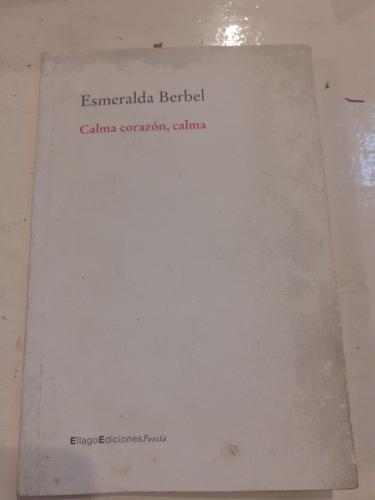 Esmeralda Berbel
Calma corazón, calma
EllagoEdicionesPoesía